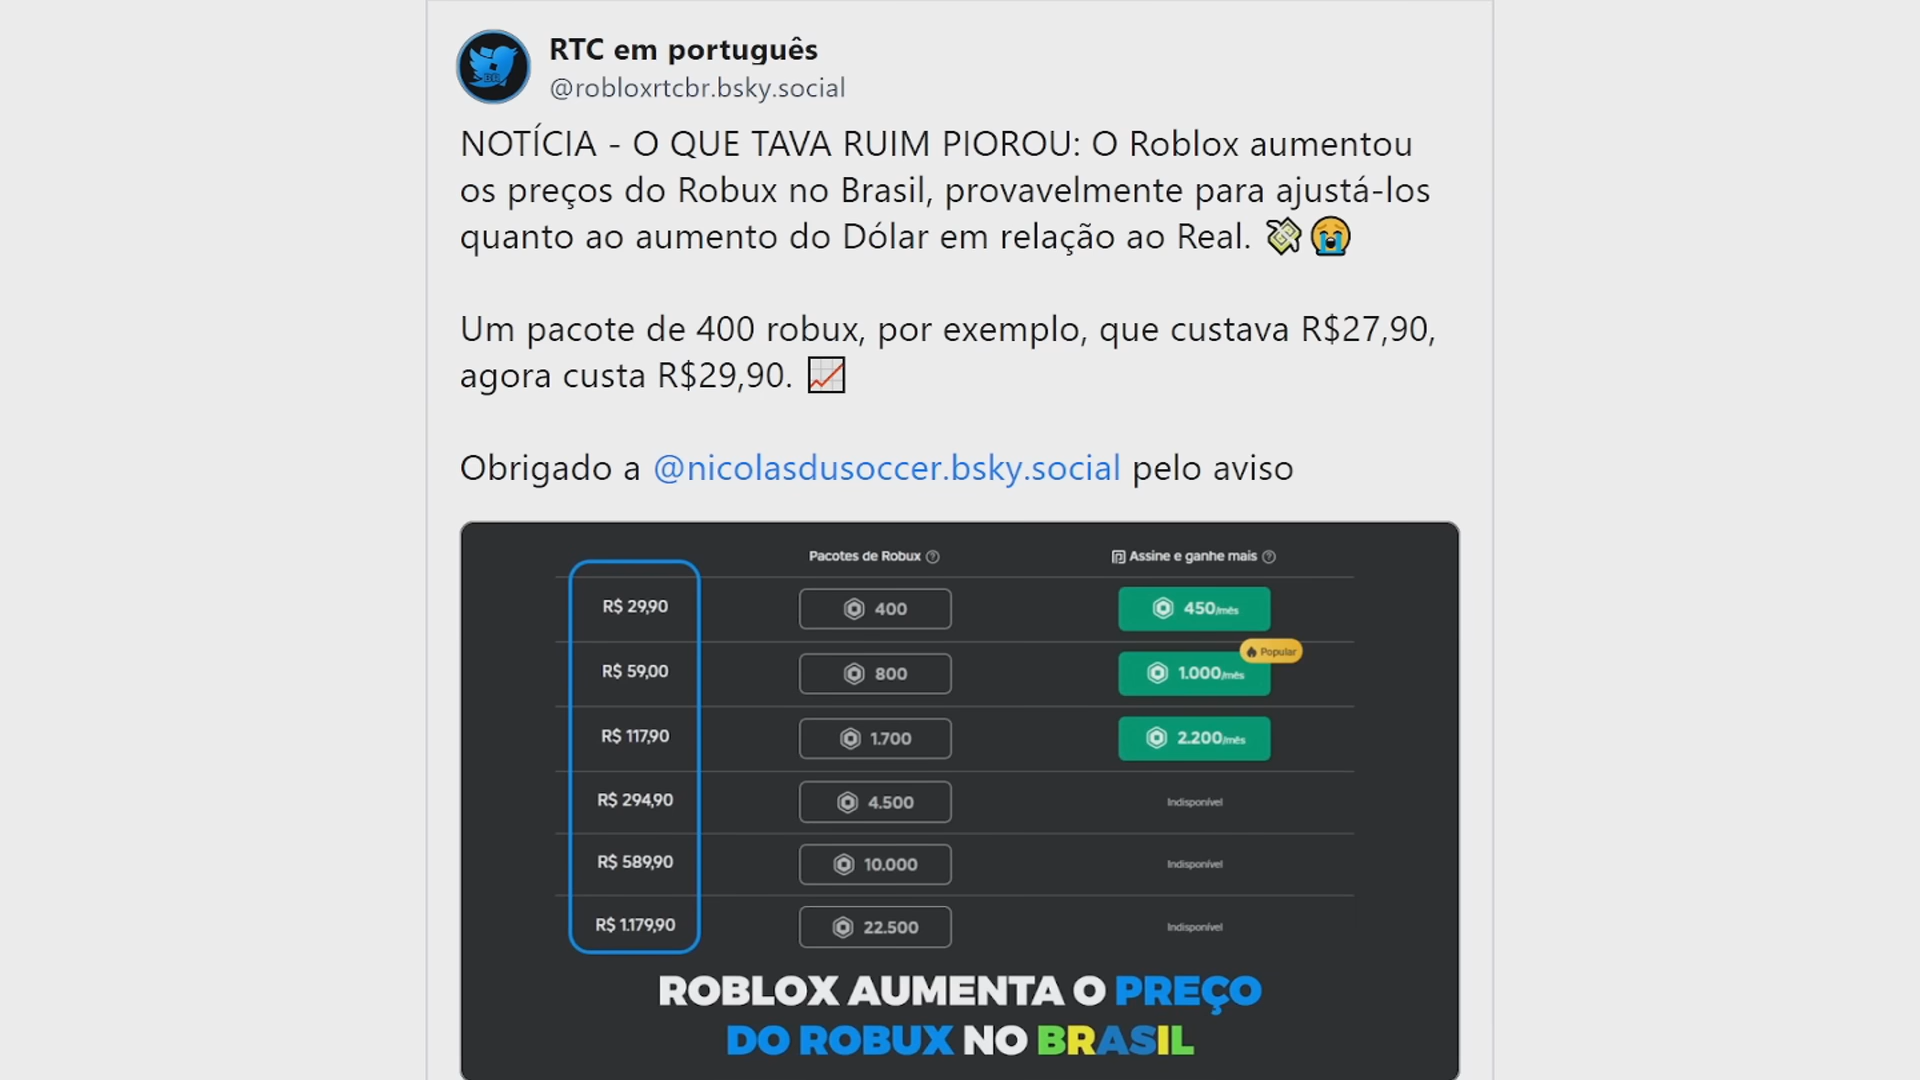 RTC em português
@robloxrtcbr.bsky.social
NOTÍCIA - O QUE TAVA RUIM PIOROU: O Roblox aumentou
os preços do Robux no Brasil, provavelmente para ajustá-los
quanto ao aumento do Dólar em relação ao Real. 💸😭
Um pacote de 400 robux, por exemplo, que custava R$27,90,
agora custa R$29,90. 📈
Obrigado a @nicolasdusoccer.bsky.social pelo aviso
Pacotes de Robux Assine e ganhe mais
R$ 29,90 400 450/mês
Popular
R$ 59,00 800 1.000/mês
R$ 117,90 1.700 2.200/mês
R$ 294,90 4.500 Indisponível
R$ 589,90 10.000 Indisponível
R$ 1.179,90 22.500 Indisponível
ROBLOX AUMENTA O PREÇO
DO ROBUX NO BRASIL